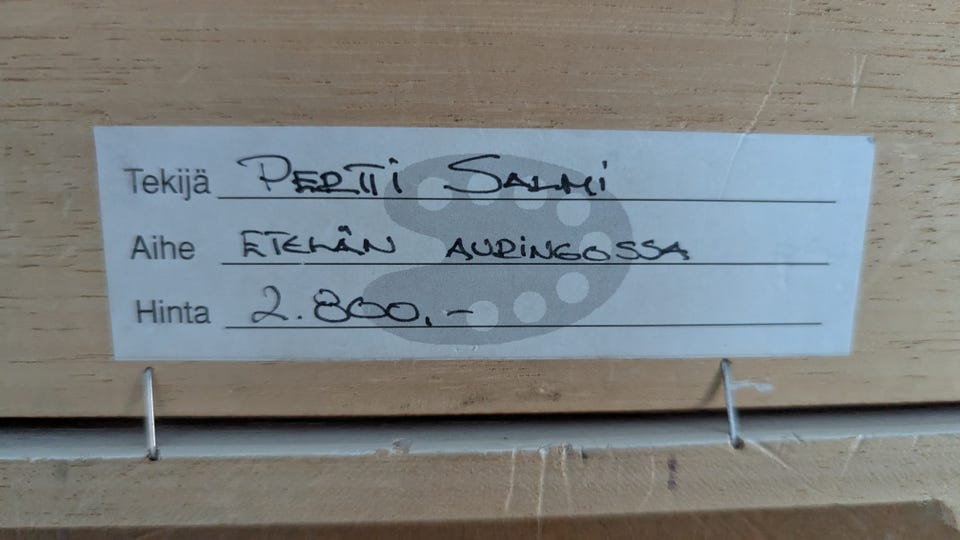 Tekijä PERTTI SALMI
Aihe ETELÄN AURINGOSSA
Hinta 2.800,-